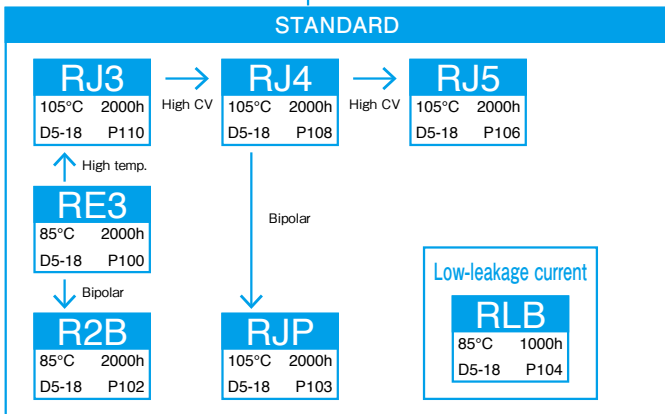 STANDARD
RJ3
105°C 2000h
D5-18 P110
High CV
RJ4
105°C 2000h
D5-18 P108
High CV
RJ5
105°C 2000h
D5-18 P106
High temp.
RE3
85°C 2000h
D5-18 P100
Bipolar
Bipolar
R2B
85°C 2000h
D5-18 P102
RJP
105°C 2000h
D5-18 P103
Low-leakage current
RLB
85°C 1000h
D5-18 P104